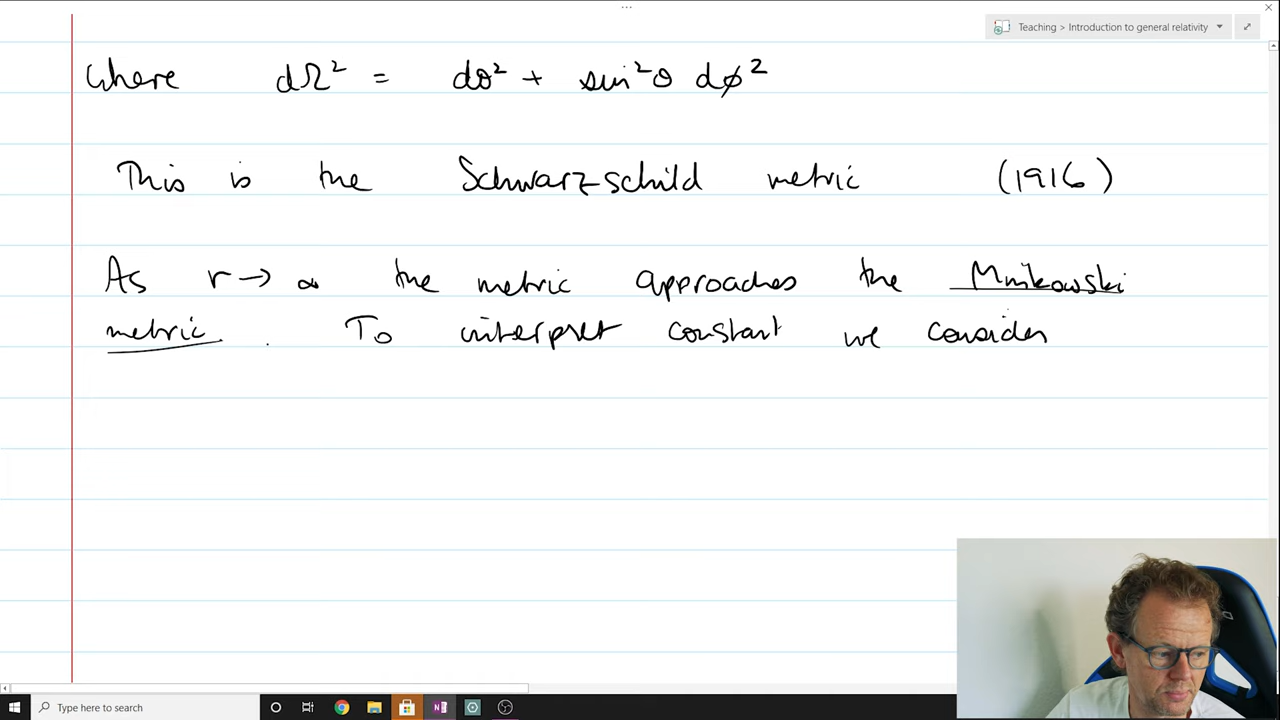 Teaching > Introduction to general relativity
where dΩ² = dθ² + sin²θ dϕ²
This is the Schwarzschild metric (1916)
As r → ∞ the metric approaches the Minkowski
metric. To interpret constant we consider
Type here to search